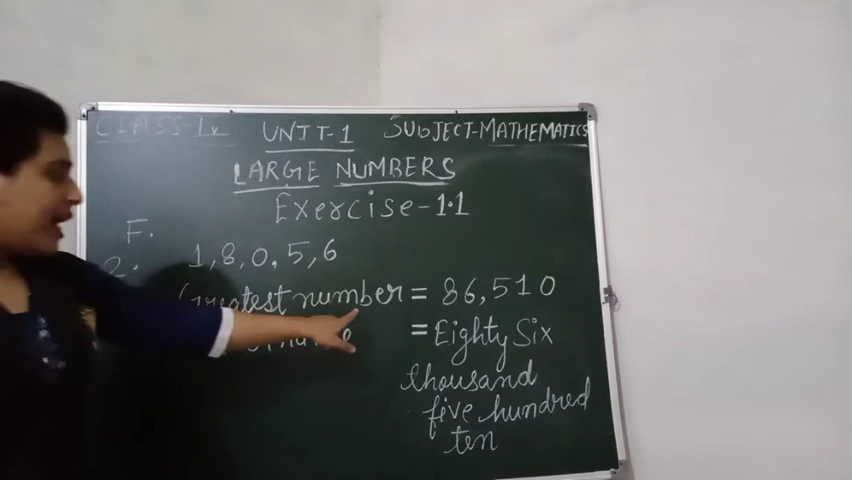 CLASS-IV UNIT-1 SUBJECT-MATHEMATICS
LARGE NUMBERS
Exercise-1.1
F.
2. 1,8,0,5,6
Greatest number = 86,510
= Eighty Six
thousand
five hundred
ten